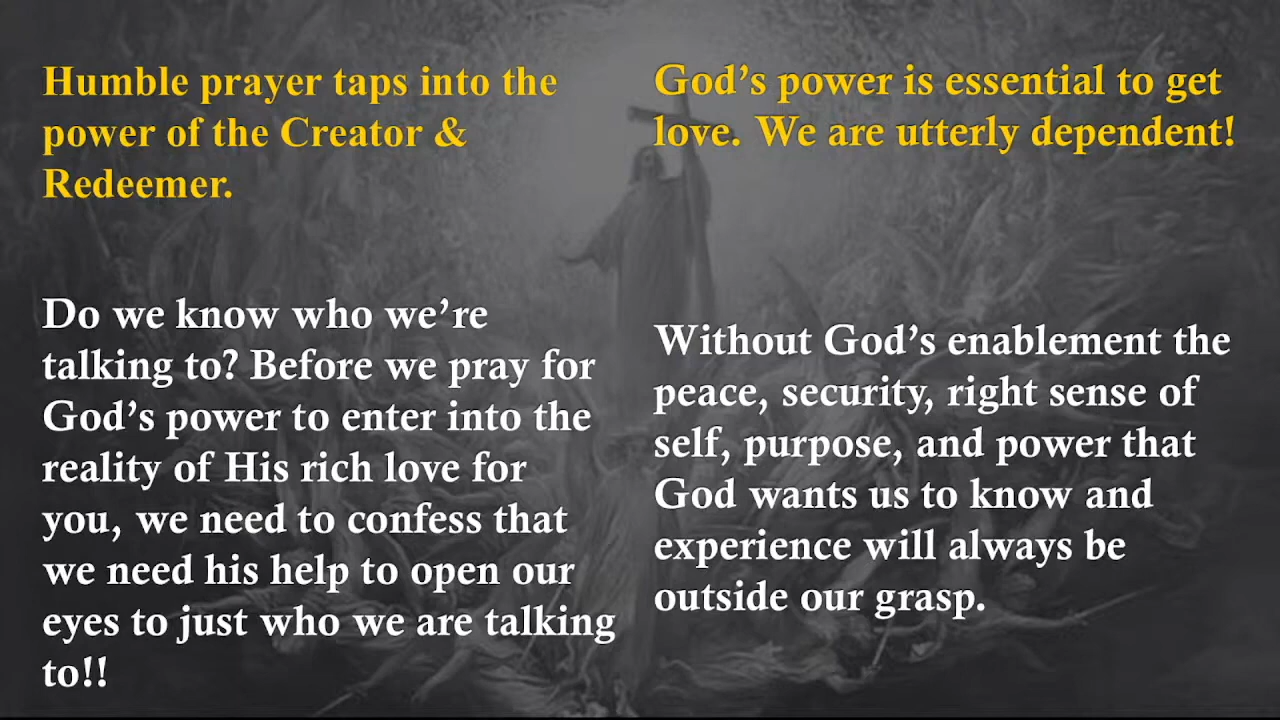 Humble prayer taps into the
power of the Creator &
Redeemer.
Do we know who we’re
talking to? Before we pray for
God’s power to enter into the
reality of His rich love for
you, we need to confess that
we need his help to open our
eyes to just who we are talking
to!!
God’s power is essential to get
love. We are utterly dependent!
Without God’s enablement the
peace, security, right sense of
self, purpose, and power that
God wants us to know and
experience will always be
outside our grasp.